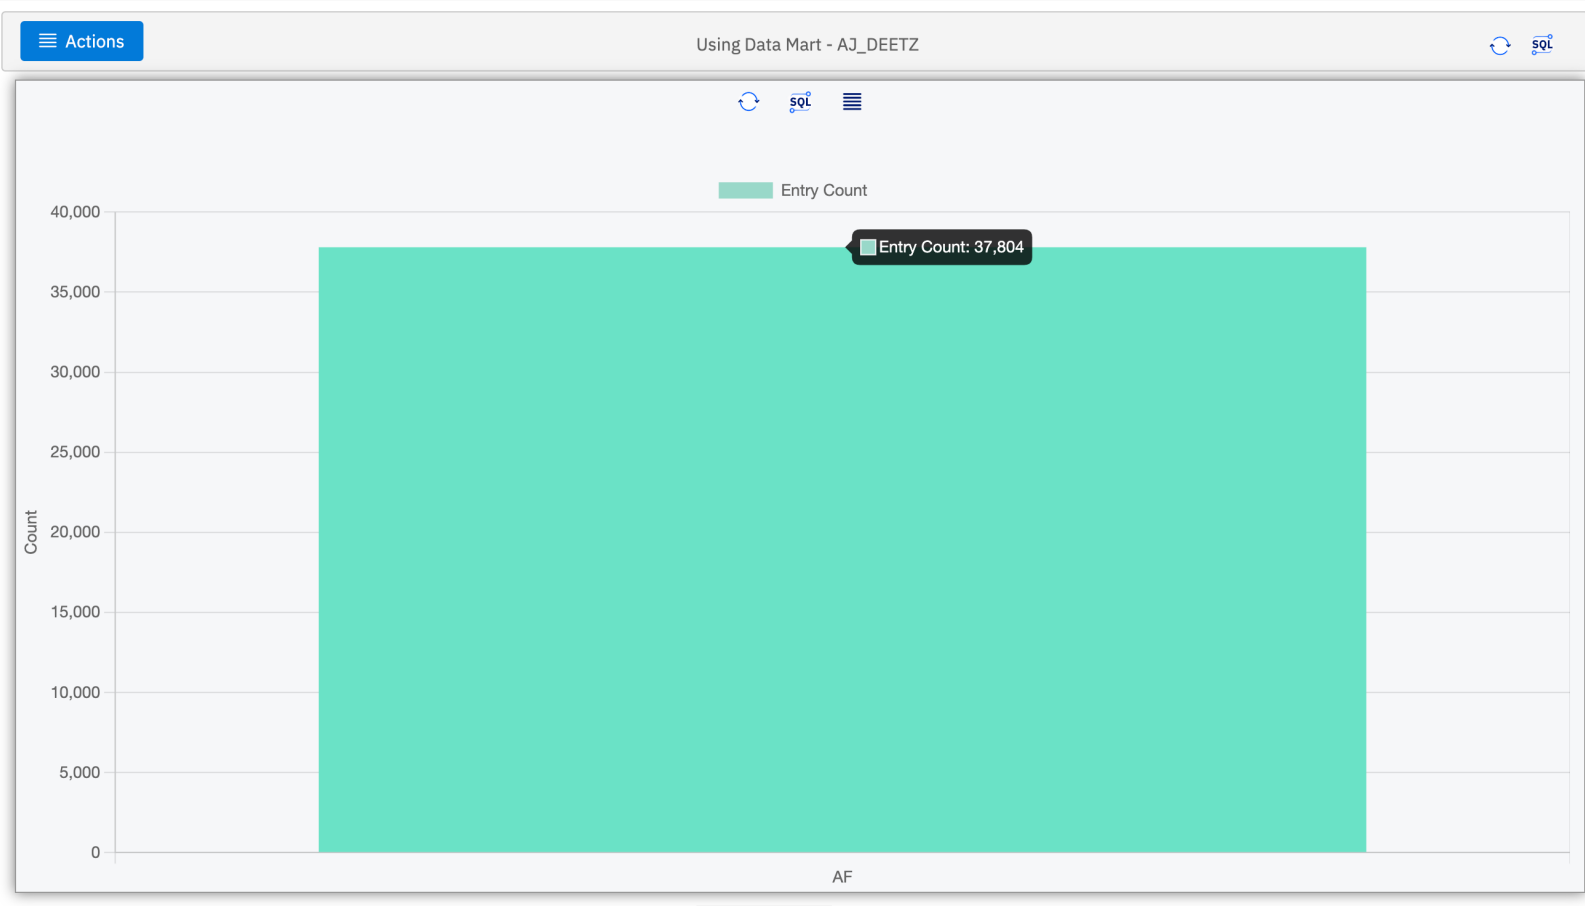 Actions
Using Data Mart - AJ_DEETZ
SQL
SQL
Entry Count
40,000
Entry Count: 37,804
35,000
30,000
25,000
20,000
Count
15,000
10,000
5,000
0
AF